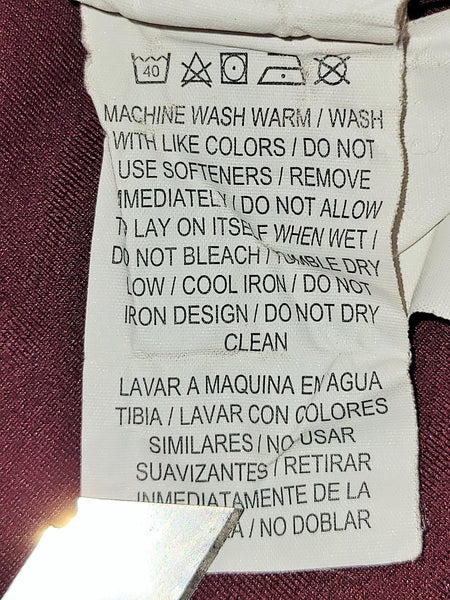 40
MACHINE WASH WARM / WASH
WITH LIKE COLORS / DO NOT
USE SOFTENERS / REMOVE
IMMEDIATELY / DO NOT ALLOW
TO LAY ON ITSELF WHEN WET /
DO NOT BLEACH / TUMBLE DRY
LOW / COOL IRON / DO NOT
IRON DESIGN / DO NOT DRY
CLEAN
LAVAR A MAQUINA EN AGUA
TIBIA / LAVAR CON COLORES
SIMILARES / NO USAR
SUAVIZANTES / RETIRAR
INMEDIATAMENTE DE LA
/ NO DOBLAR